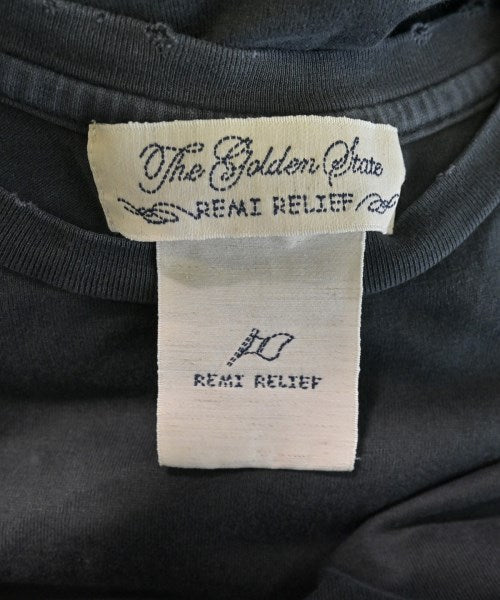 The Golden State
REMI RELIEF
REMI RELIEF